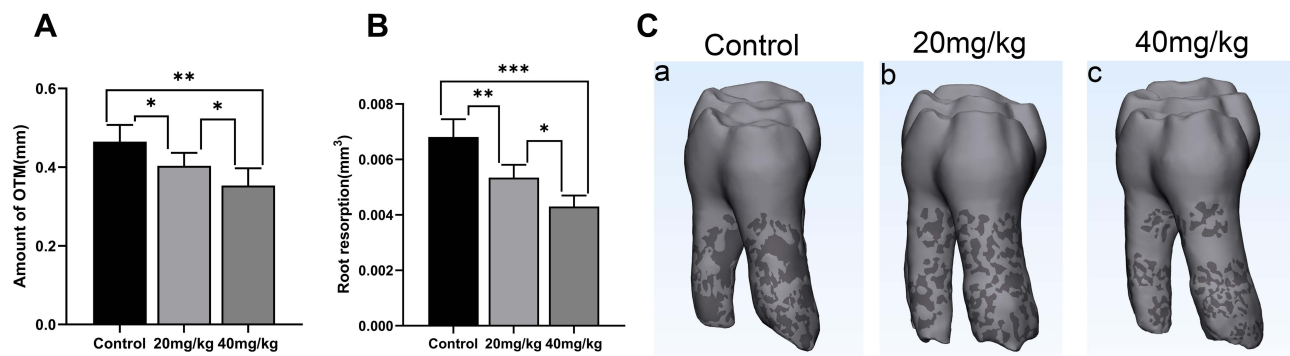 A
Amount of OTM(mm)
0.6
0.4
0.2
0.0
**
*
*
Control 20mg/kg 40mg/kg
B
Root resorption(mm³)
0.008
0.006
0.004
0.002
0.000
***
**
*
Control 20mg/kg 40mg/kg
C
Control
20mg/kg
40mg/kg
a
b
c